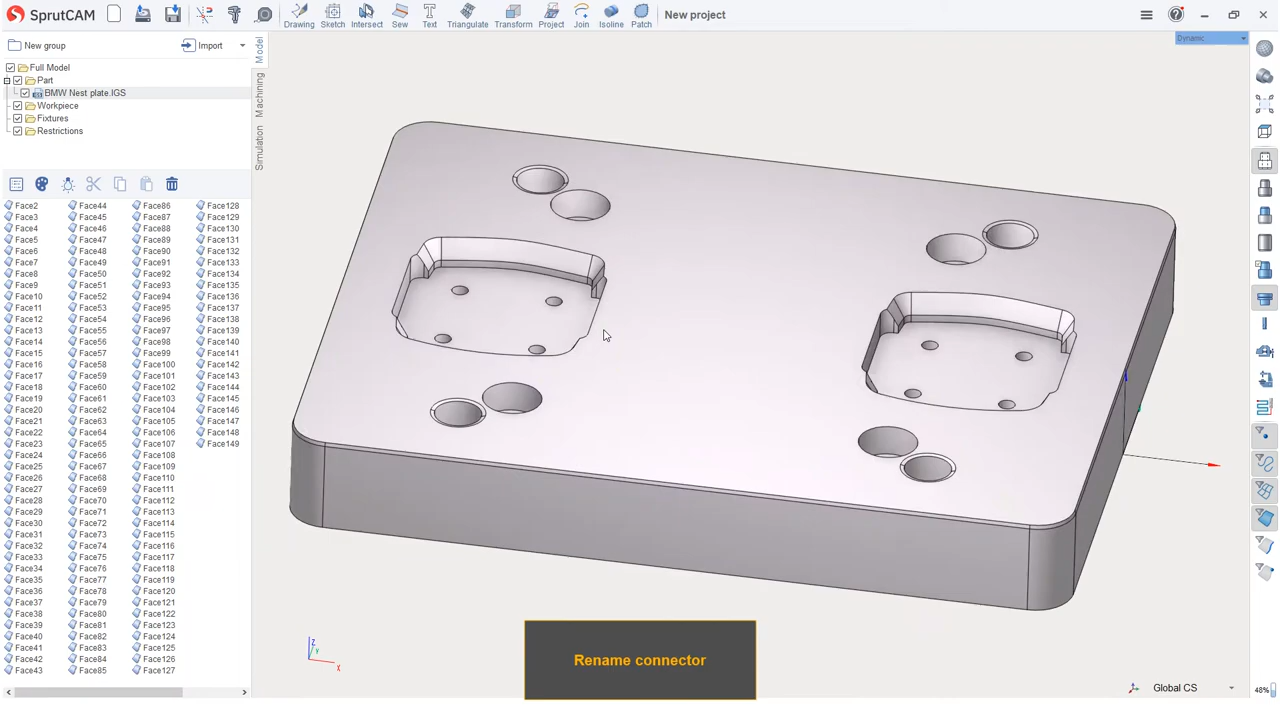 SprutCAM
Drawing
Sketch
Intersect
Sew
Text
Triangulate
Transform
Project
Join
Isoline
Patch
New project
New group
Import
Dynamic
Full Model
Part
BMW Nest plate.IGS
Workpiece
Fixtures
Restrictions
Model
Machining
Simulation
Face2 Face44 Face86 Face128
Face3 Face45 Face87 Face129
Face4 Face46 Face88 Face130
Face5 Face47 Face89 Face131
Face6 Face48 Face90 Face132
Face7 Face49 Face91 Face133
Face8 Face50 Face92 Face134
Face9 Face51 Face93 Face135
Face10 Face52 Face94 Face136
Face11 Face53 Face95 Face137
Face12 Face54 Face96 Face138
Face13 Face55 Face97 Face139
Face14 Face56 Face98 Face140
Face15 Face57 Face99 Face141
Face16 Face58 Face100 Face142
Face17 Face59 Face101 Face143
Face18 Face60 Face102 Face144
Face19 Face61 Face103 Face145
Face20 Face62 Face104 Face146
Face21 Face63 Face105 Face147
Face22 Face64 Face106 Face148
Face23 Face65 Face107 Face149
Face24 Face66 Face108
Face25 Face67 Face109
Face26 Face68 Face110
Face27 Face69 Face111
Face28 Face70 Face112
Face29 Face71 Face113
Face30 Face72 Face114
Face31 Face73 Face115
Face32 Face74 Face116
Face33 Face75 Face117
Face34 Face76 Face118
Face35 Face77 Face119
Face36 Face78 Face120
Face37 Face79 Face121
Face38 Face80 Face122
Face39 Face81 Face123
Face40 Face82 Face124
Face41 Face83 Face125
Face42 Face84 Face126
Face43 Face85 Face127
Z
Y
X
Rename connector
Global CS
48%